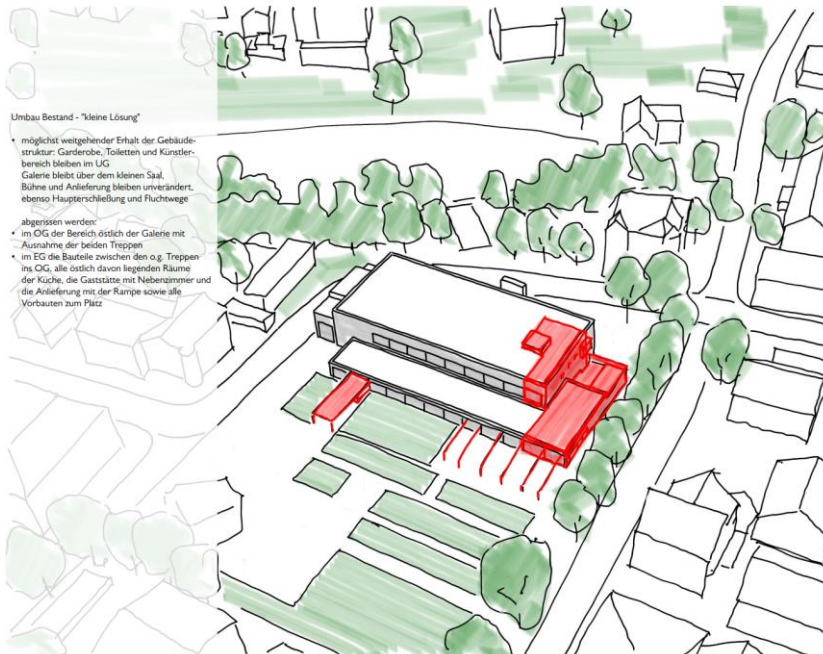 Umbau Bestand - "kleine Lösung"
• möglichst weitgehender Erhalt der Gebäude-
struktur: Garderobe, Toiletten und Künstler-
bereich bleiben im UG
Galerie bleibt über dem kleinen Saal,
Bühne und Anlieferung bleiben unverändert,
ebenso Haupterschließung und Fluchtwege
abgerissen werden:
• im OG der Bereich östlich der Galerie mit
Ausnahme der beiden Treppen
• im EG die Bauteile zwischen den o.g. Treppen
ins OG, alle östlich davon liegenden Räume
der Küche, die Gaststätte mit Nebenzimmer und
die Anlieferung mit der Rampe sowie alle
Vorbauten zum Platz